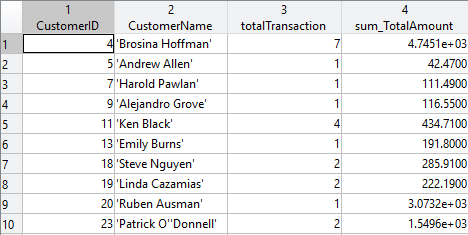 1 2 3 4
CustomerID CustomerName totalTransaction sum_TotalAmount
1 4 'Brosina Hoffman' 7 4.7451e+03
2 5 'Andrew Allen' 1 42.4700
3 7 'Harold Pawlan' 1 111.4900
4 9 'Alejandro Grove' 1 116.5500
5 11 'Ken Black' 4 434.7100
6 13 'Emily Burns' 1 191.8000
7 18 'Steve Nguyen' 2 285.9100
8 19 'Linda Cazamias' 2 222.1900
9 20 'Ruben Ausman' 1 3.0732e+03
10 23 'Patrick O''Donnell' 2 1.5496e+03